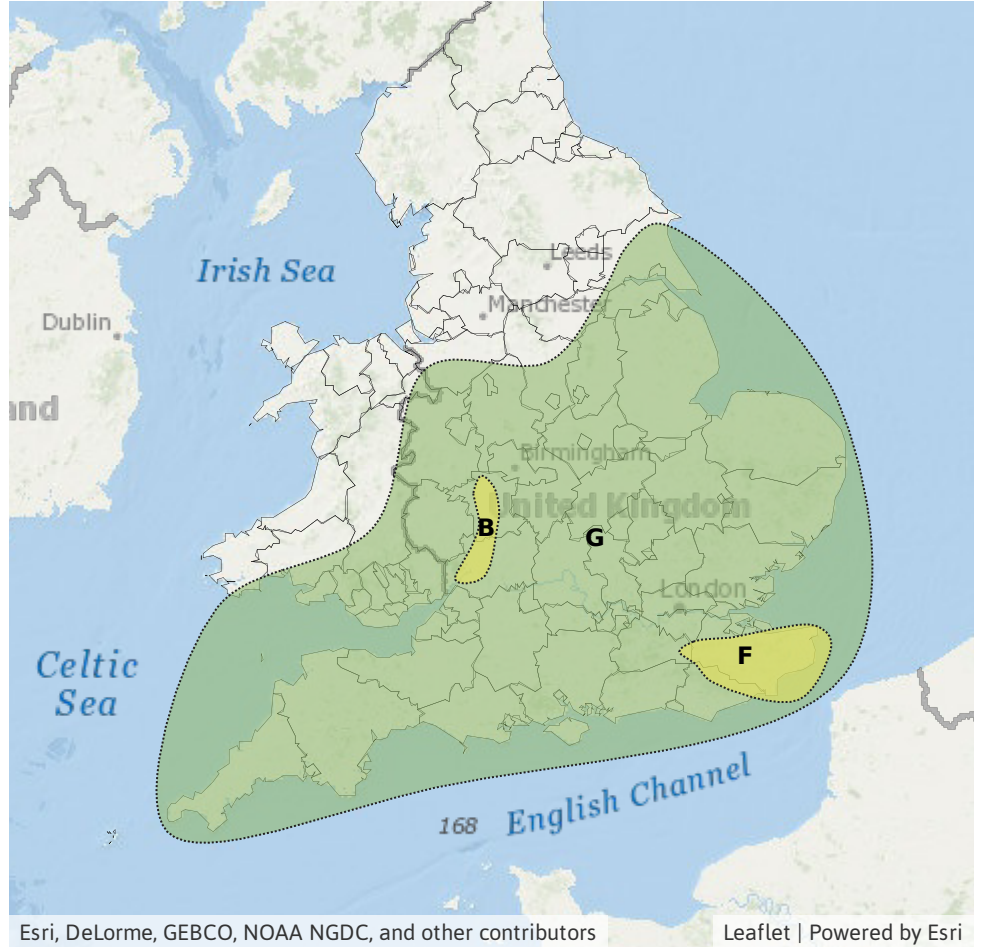 Leeds
Irish Sea
Manchester
Dublin
and
Birmingham
United Kingdom
B
G
London
F
Celtic
Sea
English Channel
168
Esri, DeLorme, GEBCO, NOAA NGDC, and other contributors
Leaflet | Powered by Esri